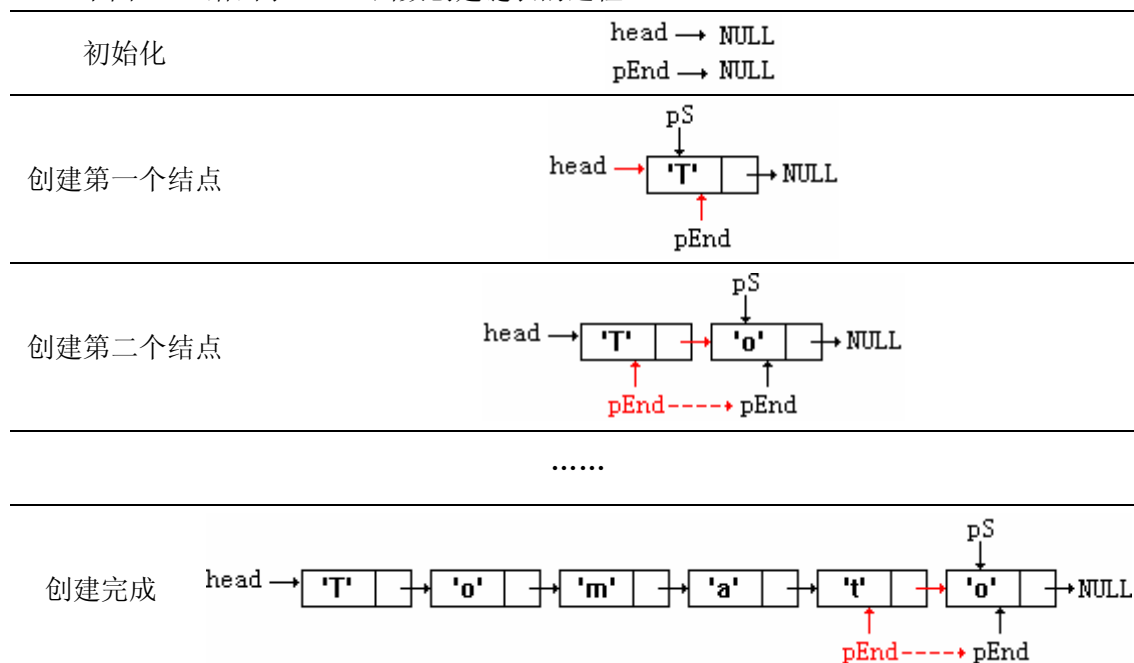 初始化
head → NULL
pEnd → NULL
创建第一个结点
pS
head → 'T' → NULL
pEnd
创建第二个结点
pS
head → 'T' → 'o' → NULL
pEnd ----→ pEnd
……
创建完成
pS
head → 'T' → 'o' → 'm' → 'a' → 't' → 'o' → NULL
pEnd ----→ pEnd